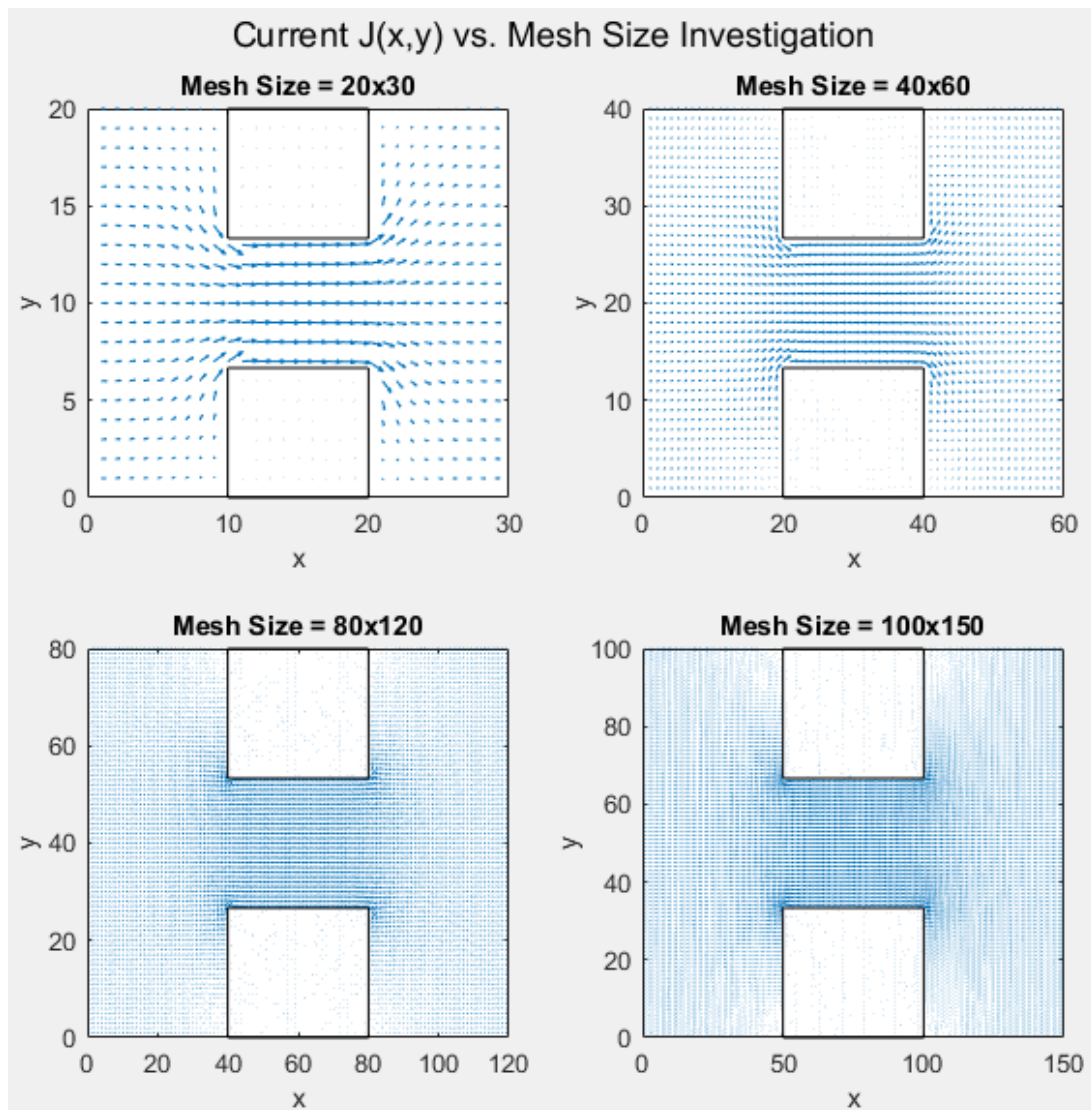 Current J(x,y) vs. Mesh Size Investigation
Mesh Size = 20x30
20
15
10
5
0
y
0 10 20 30
x
Mesh Size = 40x60
40
30
20
10
0
y
0 20 40 60
x
Mesh Size = 80x120
80
60
40
20
0
y
0 20 40 60 80 100 120
x
Mesh Size = 100x150
100
80
60
40
20
0
y
0 50 100 150
x